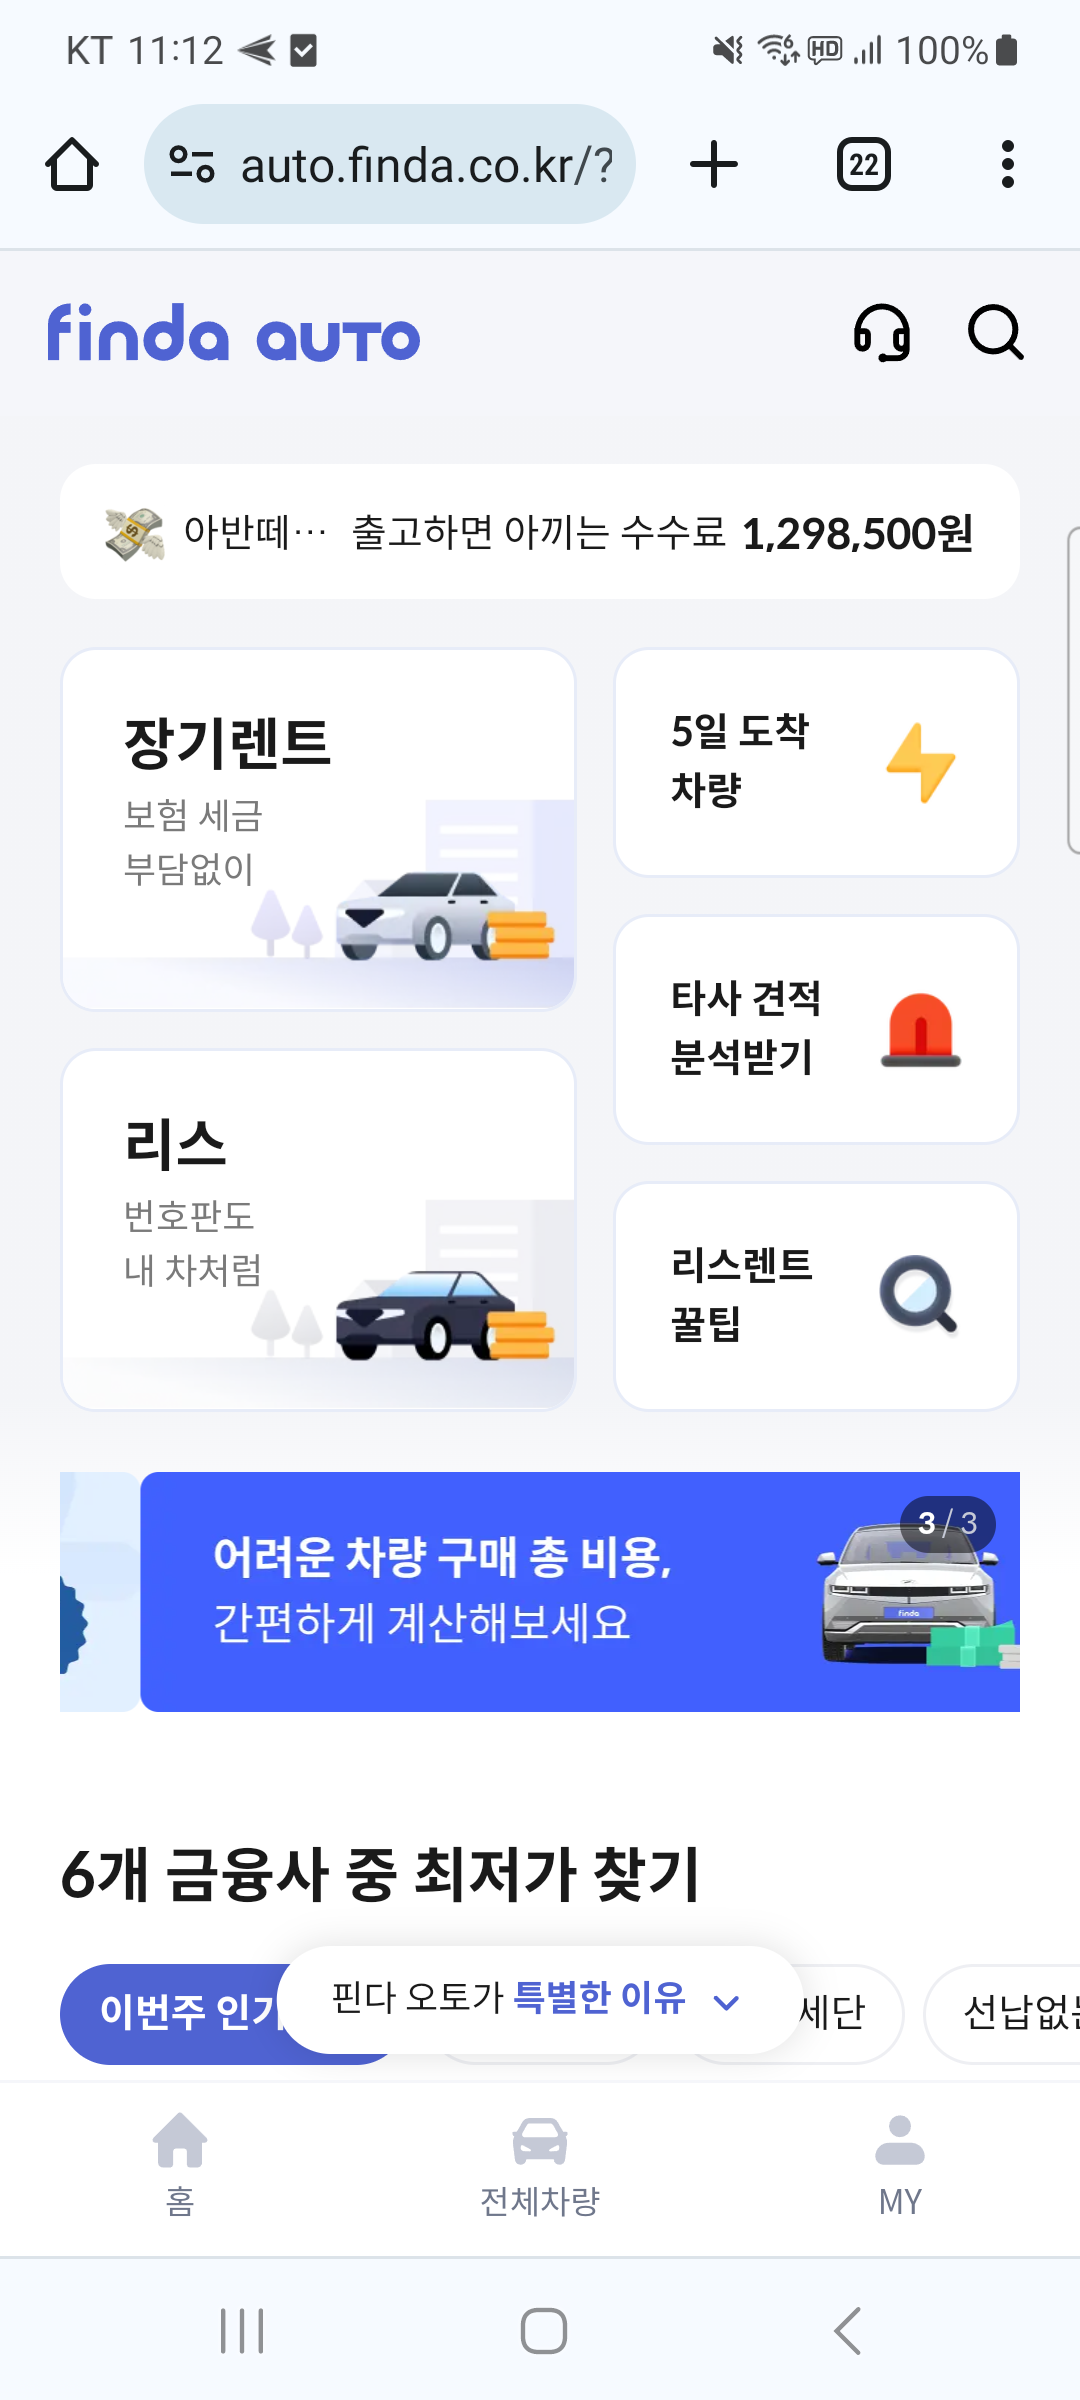 KT 11:12
HD 100%
auto.finda.co.kr/?
22
finda auto
아반떼… 출고하면 아끼는 수수료 1,298,500원
장기렌트
보험 세금
부담없이
5일 도착
차량
타사 견적
분석받기
리스
번호판도
내 차처럼
리스렌트
꿀팁
어려운 차량 구매 총 비용,
간편하게 계산해보세요
3 / 3
finda
6개 금융사 중 최저가 찾기
이번주 인기
핀다 오토가 특별한 이유
세단
선납없는
홈
전체차량
MY